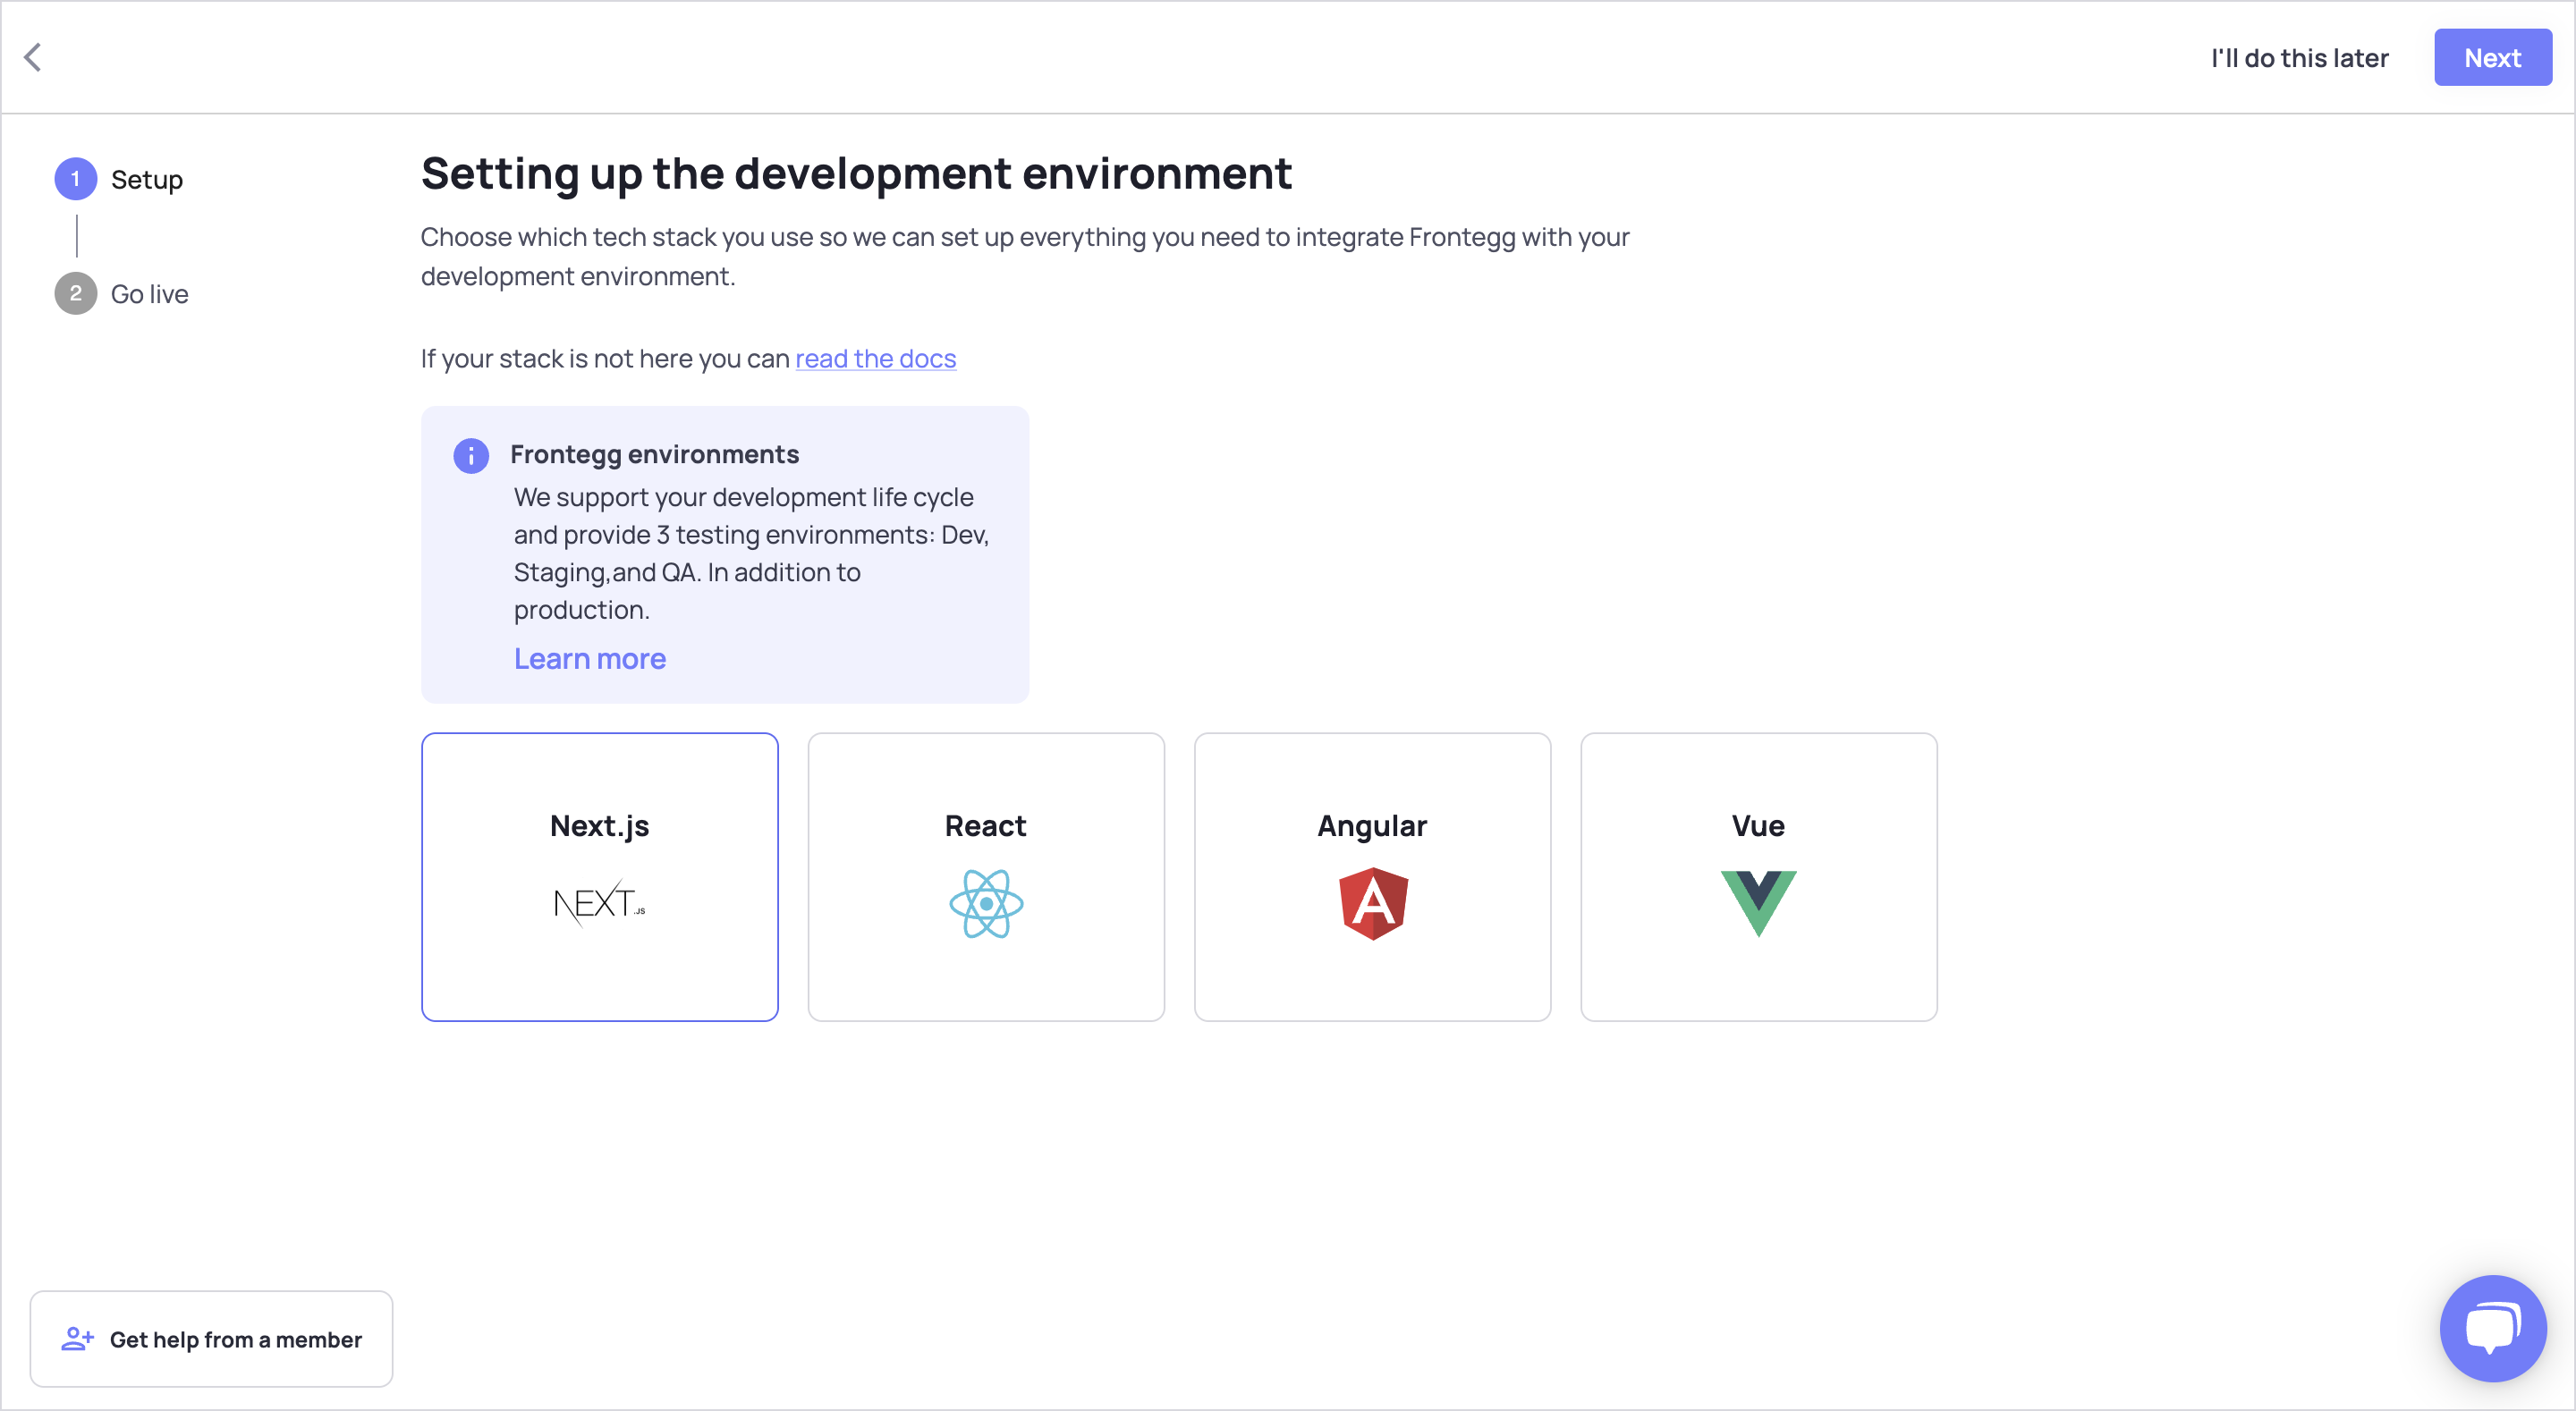 I'll do this later
Next
1 Setup
2 Go live
Setting up the development environment
Choose which tech stack you use so we can set up everything you need to integrate Frontegg with your
development environment.
If your stack is not here you can read the docs
Frontegg environments
We support your development life cycle
and provide 3 testing environments: Dev,
Staging,and QA. In addition to
production.
Learn more
Next.js
NEXT.JS
React
Angular
A
Vue
Get help from a member